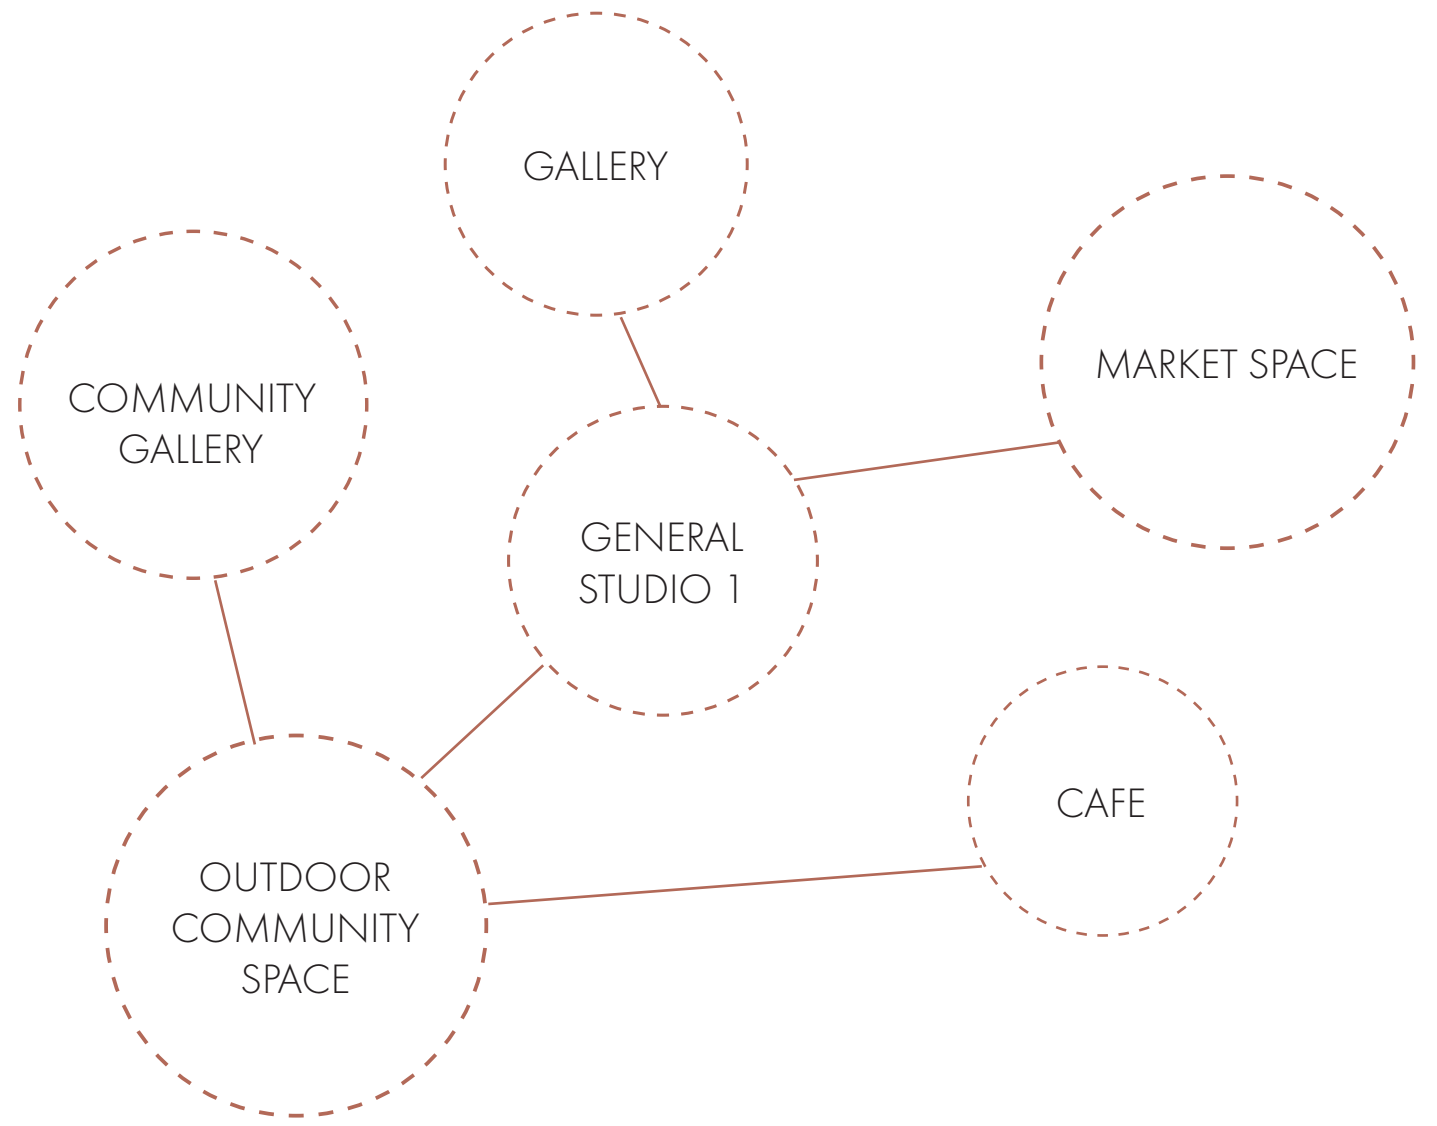 GALLERY
MARKET SPACE
COMMUNITY
GALLERY
GENERAL
STUDIO 1
CAFE
OUTDOOR
COMMUNITY
SPACE